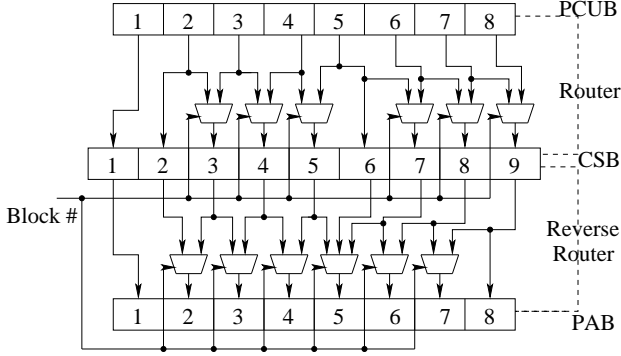 1 2 3 4 5 6 7 8 PCUB
Router
1 2 3 4 5 6 7 8 9 CSB
Block #
Reverse
Router
1 2 3 4 5 6 7 8 PAB